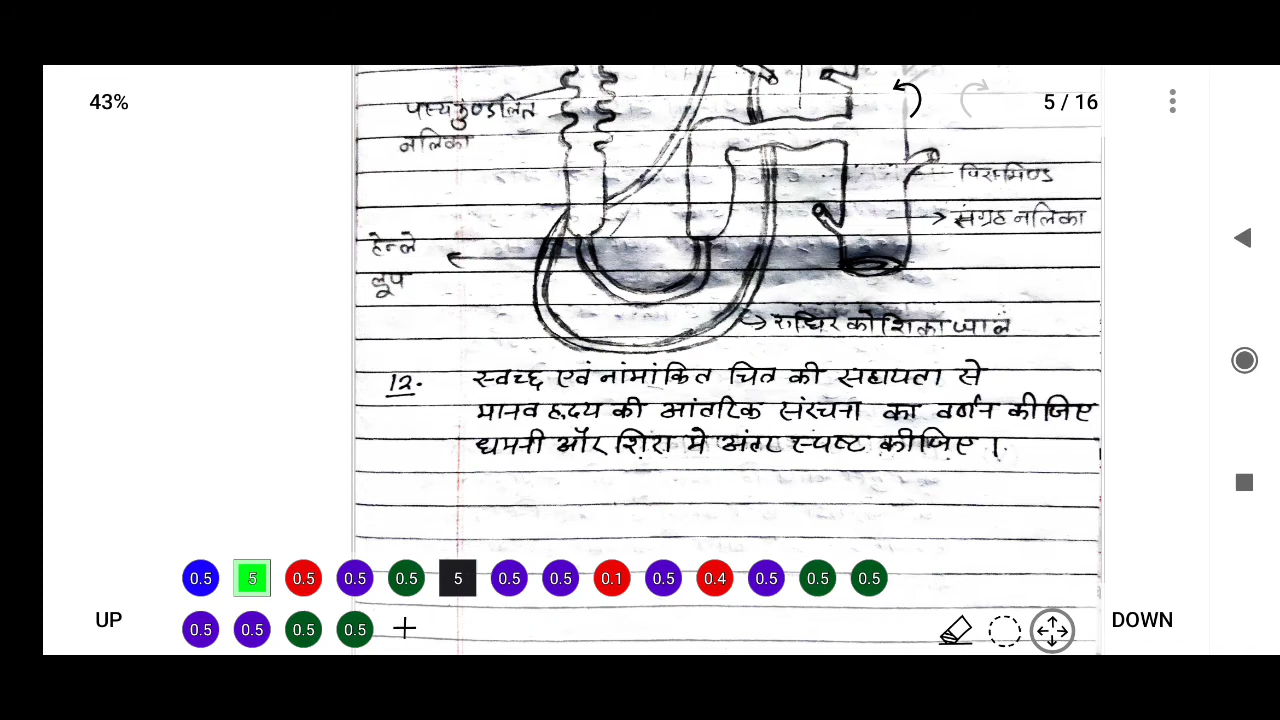 43%
5 / 16
पश्चकुण्डलित
नलिका
पिरामिण्ड
संग्रह नलिका
हेन्ले
लूप
रुधिर कोशिका जाल
12. स्वच्छ एवं नांमांकित चित्र की सहायता से
मानव हृदय की आंतरिक संरचना का वर्णन कीजिए
धमनी और शिरा मे अंतर स्पष्ट कीजिए।
0.5 5 0.5 0.5 0.5 5 0.5 0.5 0.1 0.5 0.4 0.5 0.5 0.5
UP 0.5 0.5 0.5 0.5 + DOWN